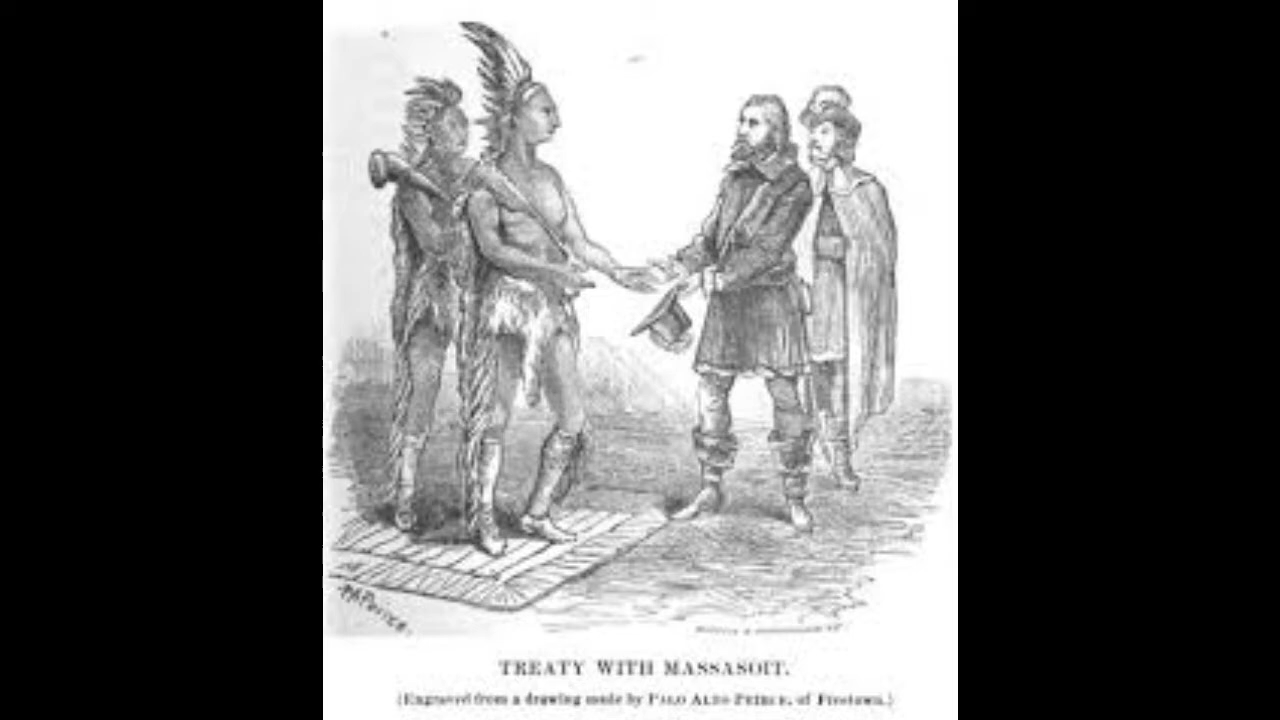 TREATY WITH MASSASOIT.
(Engraved from a drawing made by PALO ALTO PEIRCE, of Freetown.)